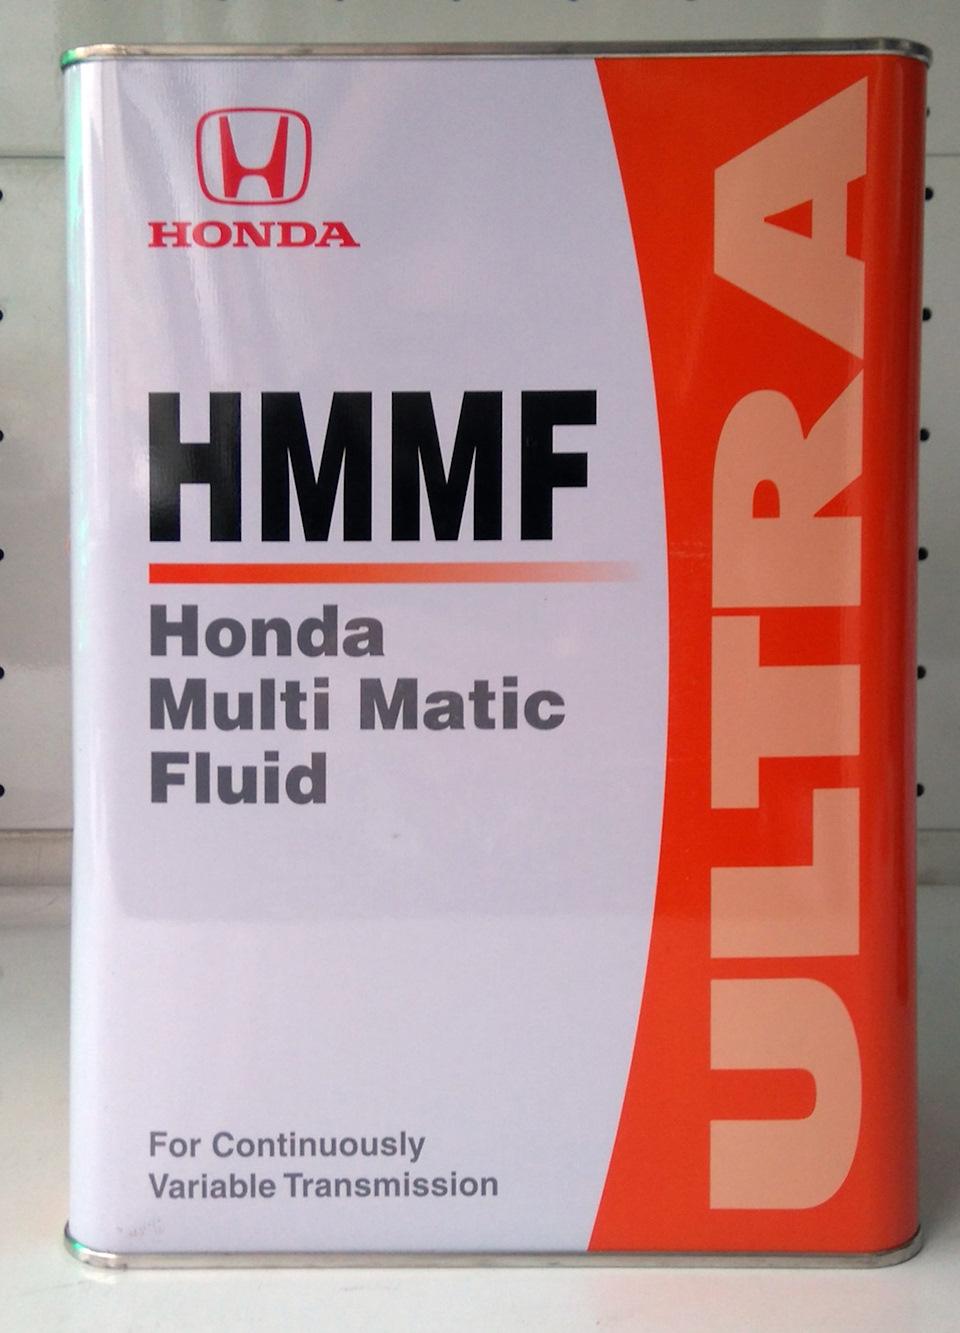 HONDA
HMMF
Honda
Multi Matic
Fluid
For Continuously
Variable Transmission
ULTRA